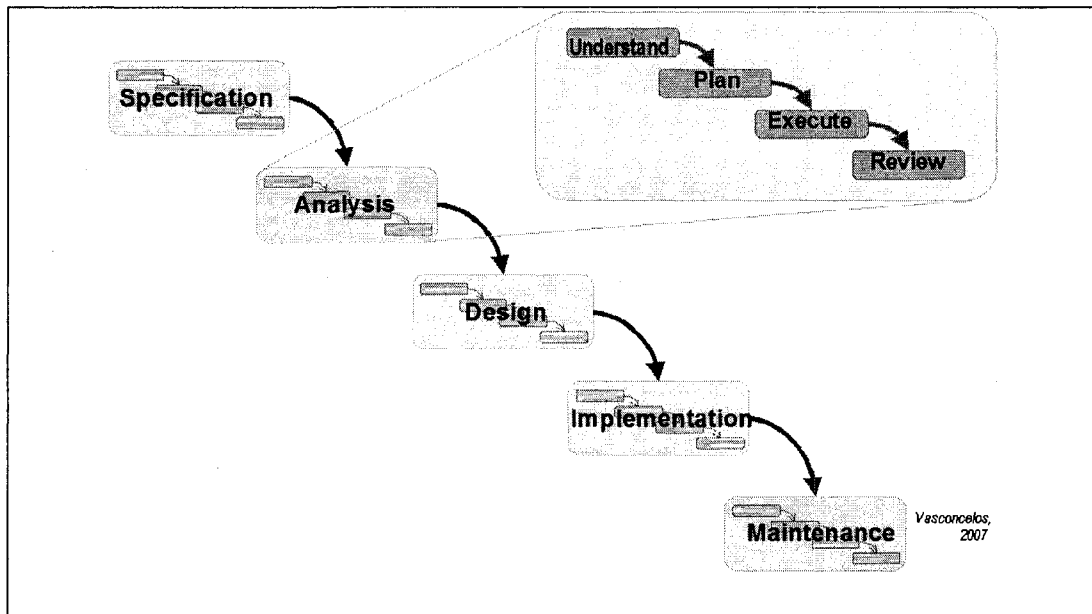 Understand
Plan
Execute
Review
Specification
Analysis
Design
Implementation
Maintenance
Vasconcelos,
2007